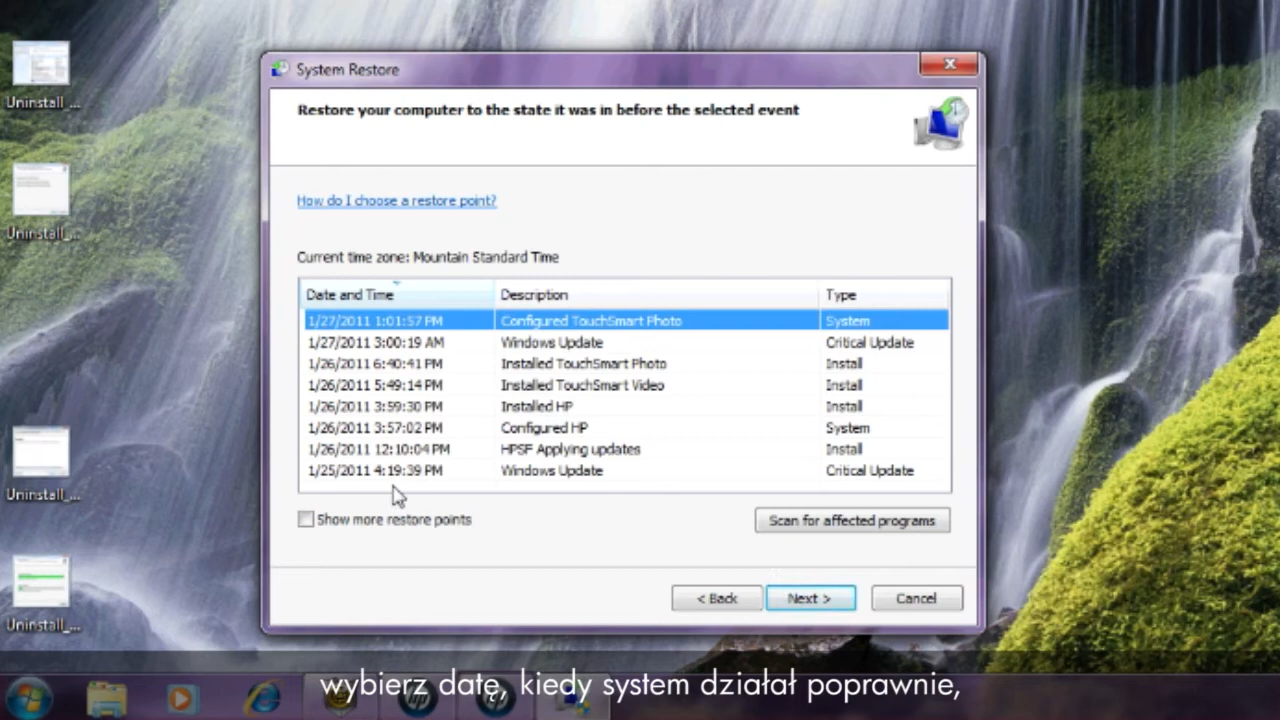 Uninstall_...
Uninstall_...
Uninstall_...
Uninstall_...
System Restore
Restore your computer to the state it was in before the selected event
How do I choose a restore point?
Current time zone: Mountain Standard Time
Date and Time Description Type
1/27/2011 1:01:57 PM Configured TouchSmart Photo System
1/27/2011 3:00:19 AM Windows Update Critical Update
1/26/2011 6:40:41 PM Installed TouchSmart Photo Install
1/26/2011 5:49:14 PM Installed TouchSmart Video Install
1/26/2011 3:59:30 PM Installed HP Install
1/26/2011 3:57:02 PM Configured HP System
1/26/2011 12:10:04 PM HPSF Applying updates Install
1/25/2011 4:19:39 PM Windows Update Critical Update
Show more restore points Scan for affected programs
< Back Next > Cancel
wybierz datę, kiedy system działał poprawnie,
hp hp